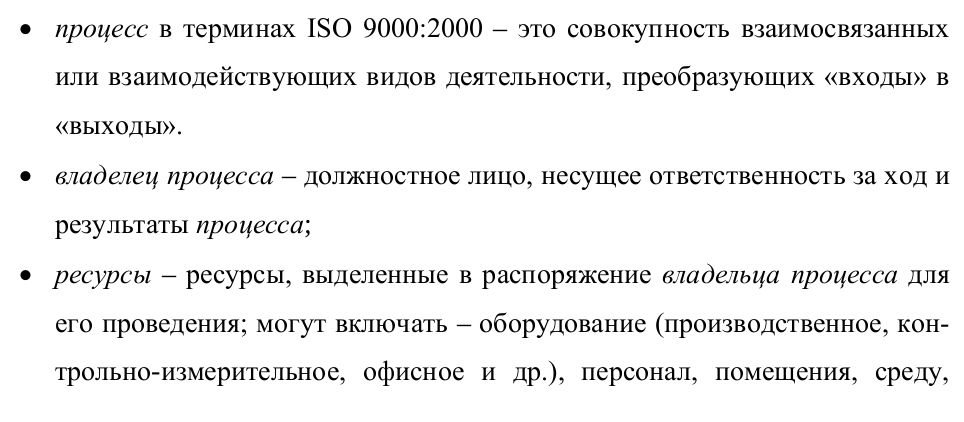 • процесс в терминах ISO 9000:2000 – это совокупность взаимосвязанных
или взаимодействующих видов деятельности, преобразующих «входы» в
«выходы».
• владелец процесса – должностное лицо, несущее ответственность за ход и
результаты процесса;
• ресурсы – ресурсы, выделенные в распоряжение владельца процесса для
его проведения; могут включать – оборудование (производственное, кон-
трольно-измерительное, офисное и др.), персонал, помещения, среду,